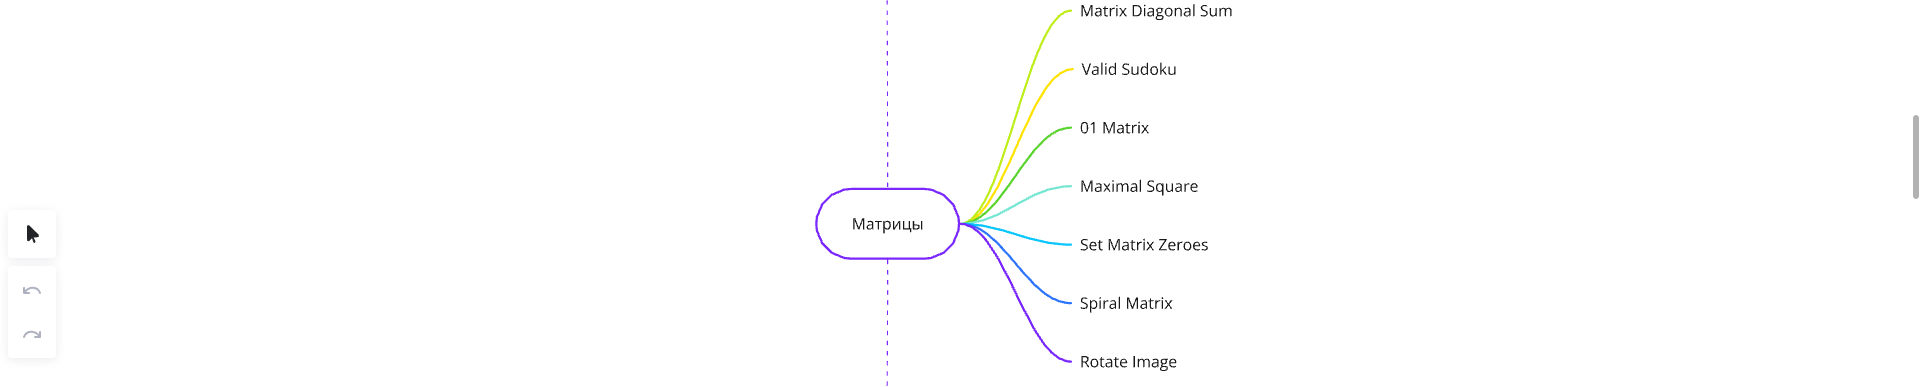 Matrix Diagonal Sum
Valid Sudoku
01 Matrix
Maximal Square
Матрицы
Set Matrix Zeroes
Spiral Matrix
Rotate Image